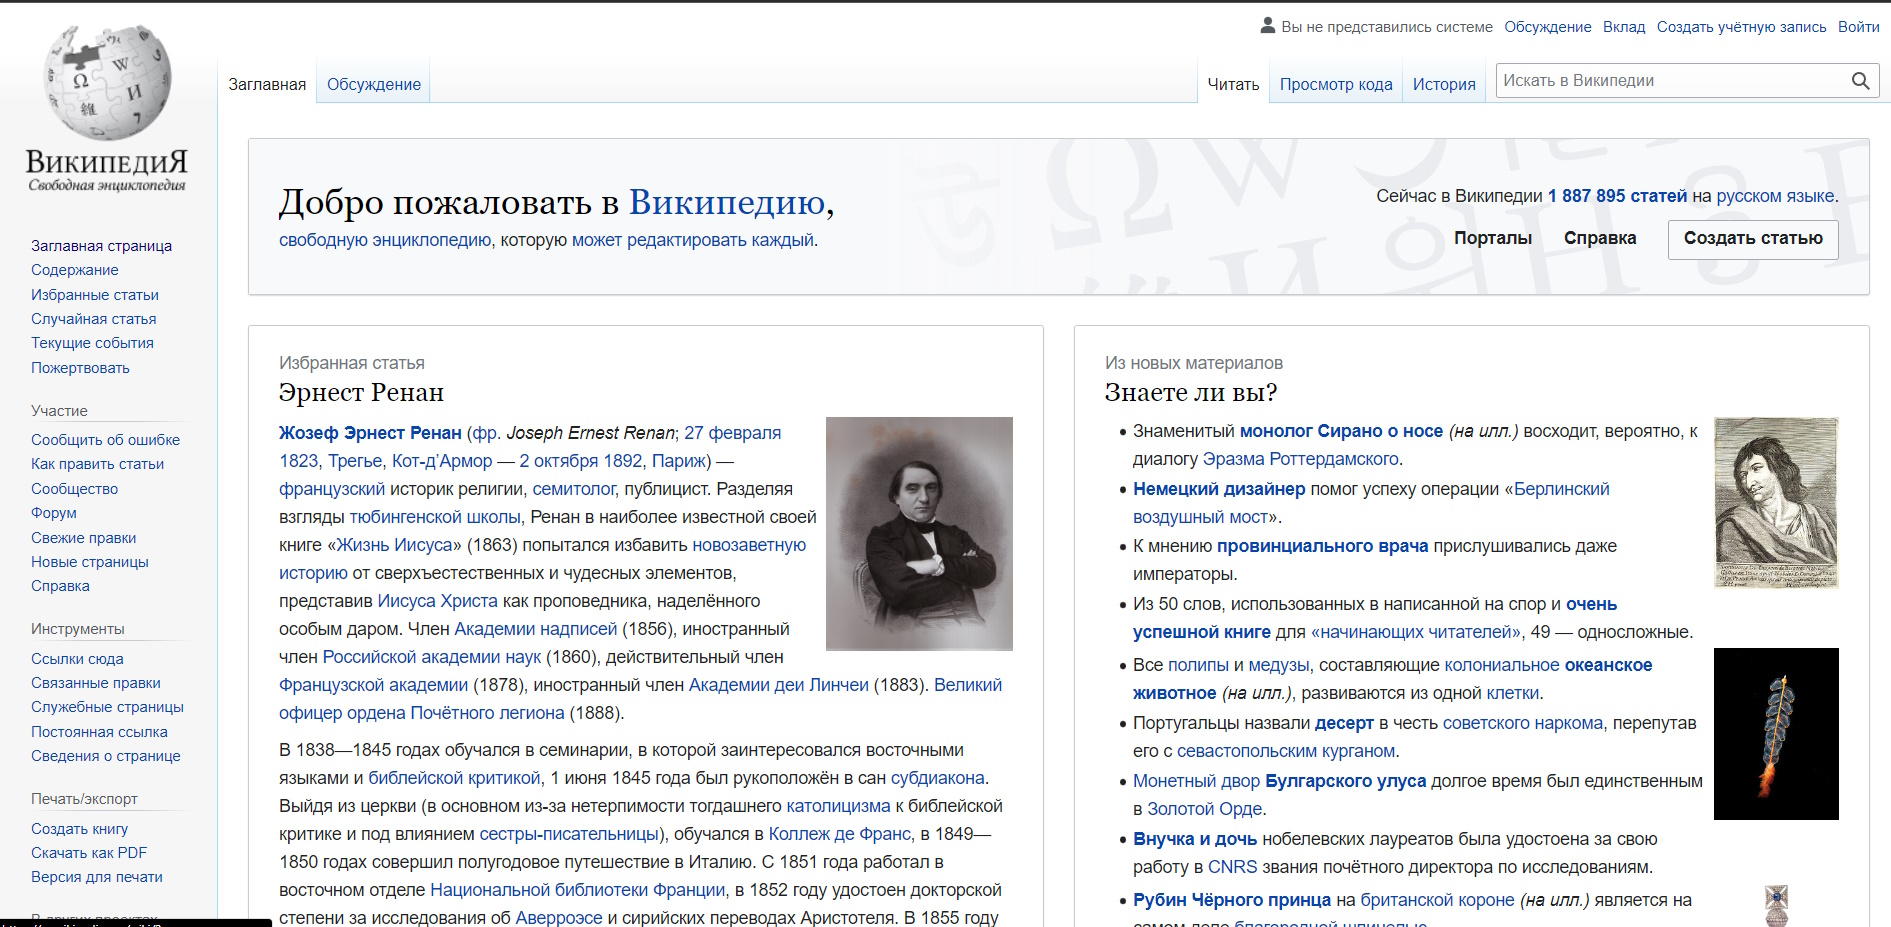 Вы не представились системе Обсуждение Вклад Создать учётную запись Войти
Заглавная Обсуждение Читать Просмотр кода История Искать в Википедии
ВикипедиЯ
Свободная энциклопедия
Заглавная страница
Содержание
Избранные статьи
Случайная статья
Текущие события
Пожертвовать
Участие
Сообщить об ошибке
Как править статьи
Сообщество
Форум
Свежие правки
Новые страницы
Справка
Инструменты
Ссылки сюда
Связанные правки
Служебные страницы
Постоянная ссылка
Сведения о странице
Печать/экспорт
Создать книгу
Скачать как PDF
Версия для печати
Добро пожаловать в Википедию,
свободную энциклопедию, которую может редактировать каждый.
Сейчас в Википедии 1 887 895 статей на русском языке.
Порталы Справка Создать статью
Избранная статья
Эрнест Ренан
Жозеф Эрнест Ренан (фр. Joseph Ernest Renan; 27 февраля
1823, Трегье, Кот-д’Армор — 2 октября 1892, Париж) —
французский историк религии, семитолог, публицист. Разделяя
взгляды тюбингенской школы, Ренан в наиболее известной своей
книге «Жизнь Иисуса» (1863) попытался избавить новозаветную
историю от сверхъестественных и чудесных элементов,
представив Иисуса Христа как проповедника, наделённого
особым даром. Член Академии надписей (1856), иностранный
член Российской академии наук (1860), действительный член
Французской академии (1878), иностранный член Академии деи Линчеи (1883). Великий
офицер ордена Почётного легиона (1888).
В 1838—1845 годах обучался в семинарии, в которой заинтересовался восточными
языками и библейской критикой, 1 июня 1845 года был рукоположён в сан субдиакона.
Выйдя из церкви (в основном из-за нетерпимости тогдашнего католицизма к библейской
критике и под влиянием сестры-писательницы), обучался в Коллеж де Франс, в 1849—
1850 годах совершил полугодовое путешествие в Италию. С 1851 года работал в
восточном отделе Национальной библиотеки Франции, в 1852 году удостоен докторской
степени за исследования об Аверроэсе и сирийских переводах Аристотеля. В 1855 году
Из новых материалов
Знаете ли вы?
Знаменитый монолог Сирано о носе (на илл.) восходит, вероятно, к
диалогу Эразма Роттердамского.
Немецкий дизайнер помог успеху операции «Берлинский
воздушный мост».
К мнению провинциального врача прислушивались даже
императоры.
Из 50 слов, использованных в написанной на спор и очень
успешной книге для «начинающих читателей», 49 — односложные.
Все полипы и медузы, составляющие колониальное океанское
животное (на илл.), развиваются из одной клетки.
Португальцы назвали десерт в честь советского наркома, перепутав
его с севастопольским курганом.
Монетный двор Булгарского улуса долгое время был единственным
в Золотой Орде.
Внучка и дочь нобелевских лауреатов была удостоена за свою
работу в CNRS звания почётного директора по исследованиям.
Рубин Чёрного принца на британской короне (на илл.) является на
самом деле благородной шпинелью.